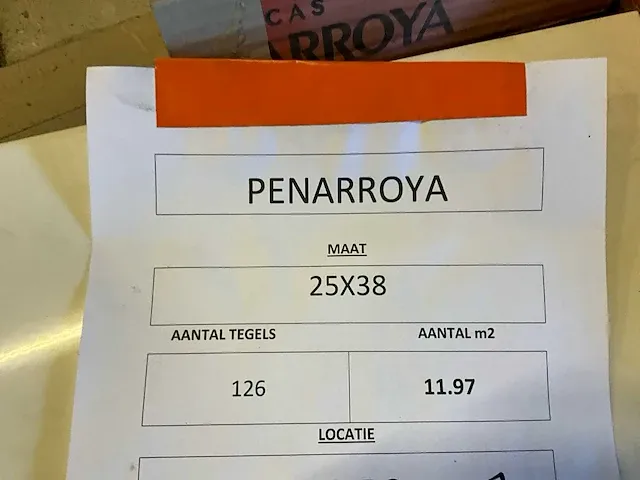 CAS
ARROYA
PENARROYA
MAAT
25X38
AANTAL TEGELS
AANTAL m2
126
11.97
LOCATIE